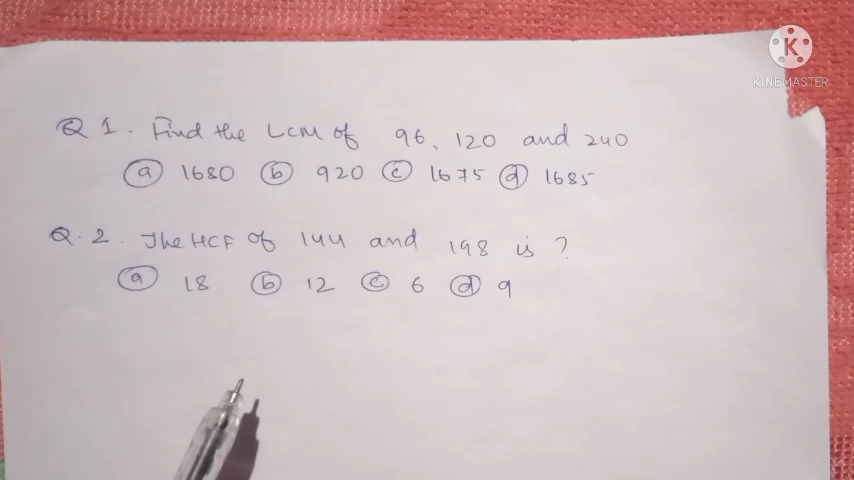 K
KINEMASTER
Q 1. Find the LCM of 96, 120 and 240
(a) 1680 (b) 920 (c) 1675 (d) 1685
Q.2. The HCF of 144 and 198 is ?
(a) 18 (b) 12 (c) 6 (d) 9